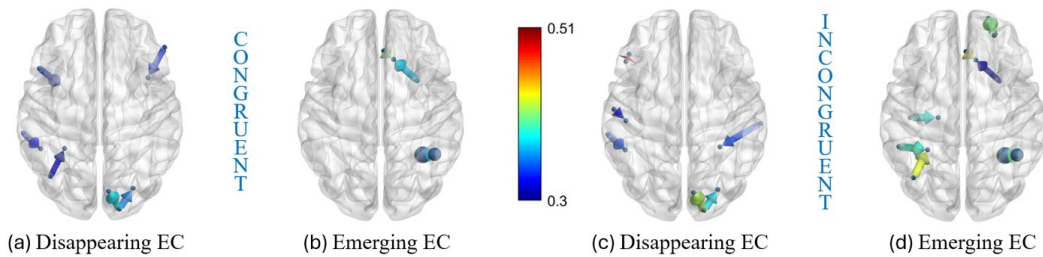 CONGRUENT
0.51
0.3
INCONGRUENT
(a) Disappearing EC
(b) Emerging EC
(c) Disappearing EC
(d) Emerging EC